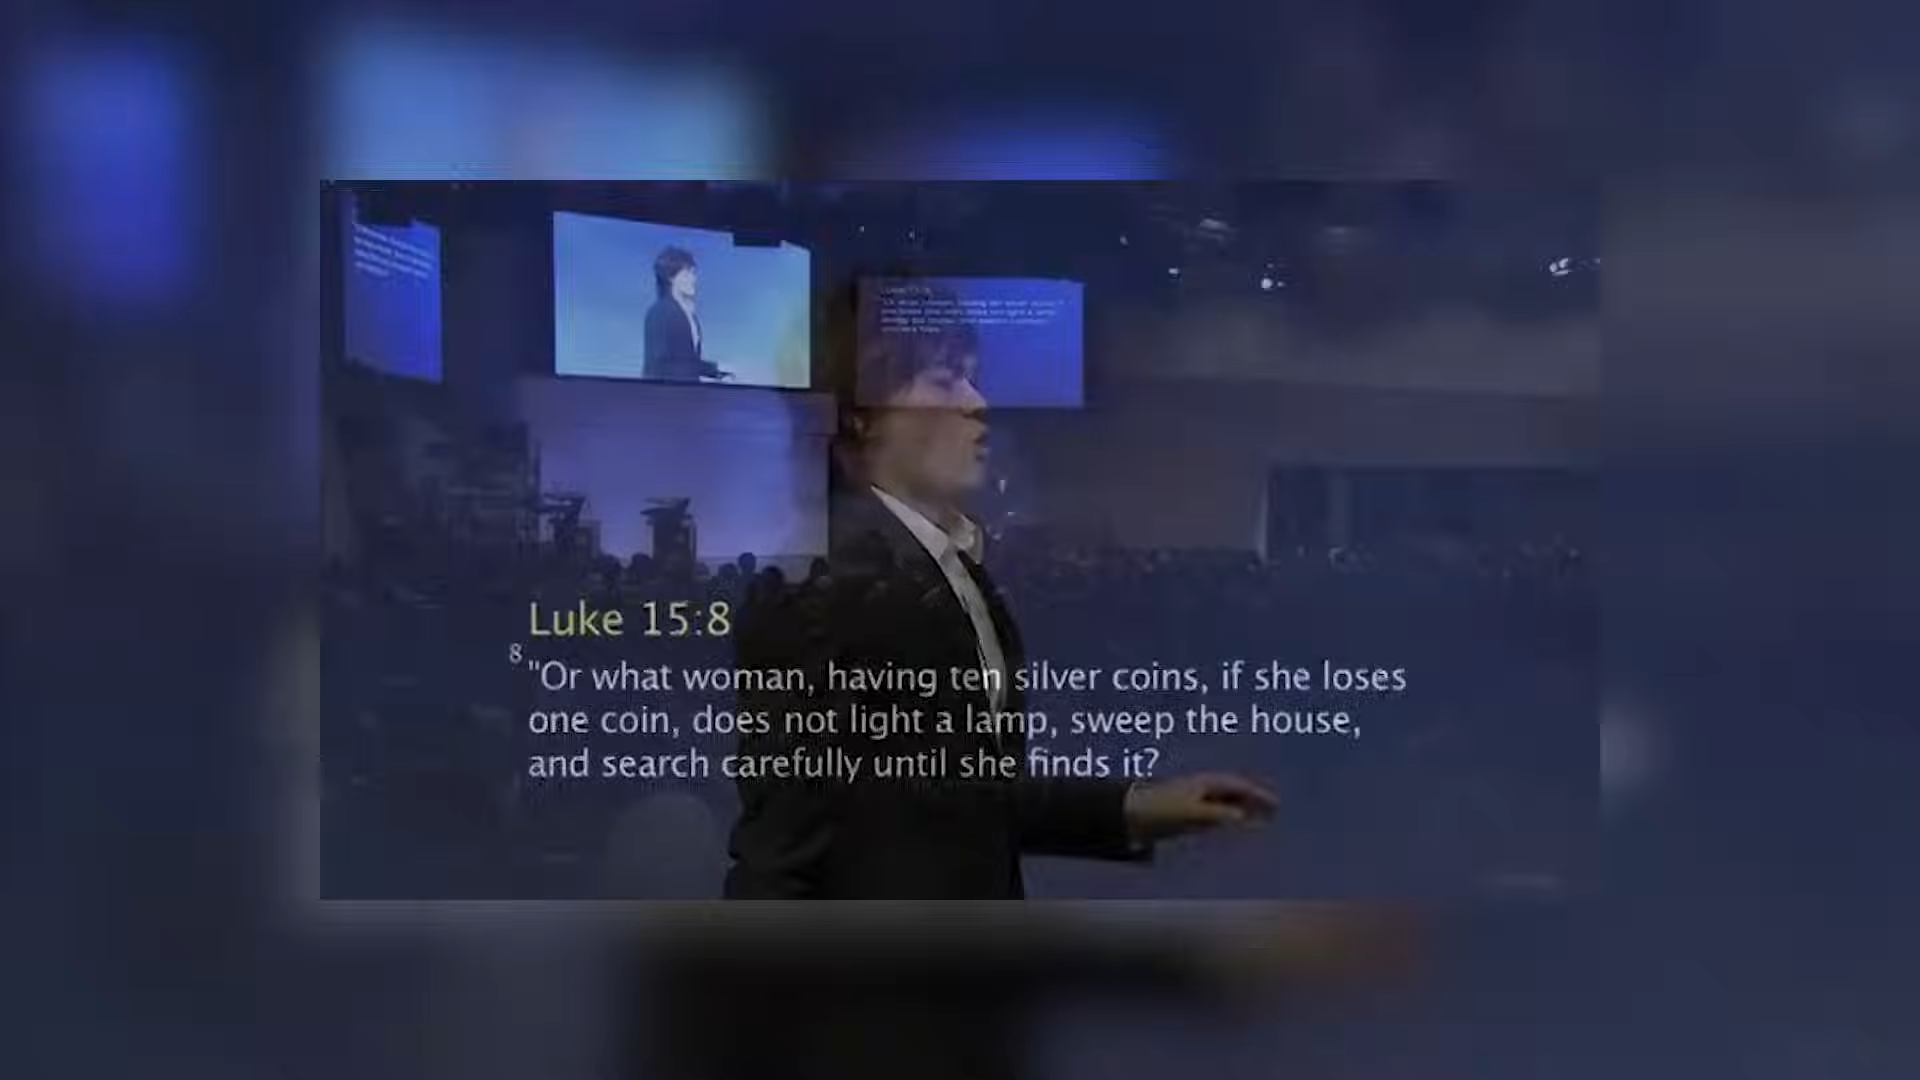 Luke 15:8
8 "Or what woman, having ten silver coins, if she loses
one coin, does not light a lamp, sweep the house,
and search carefully until she finds it?